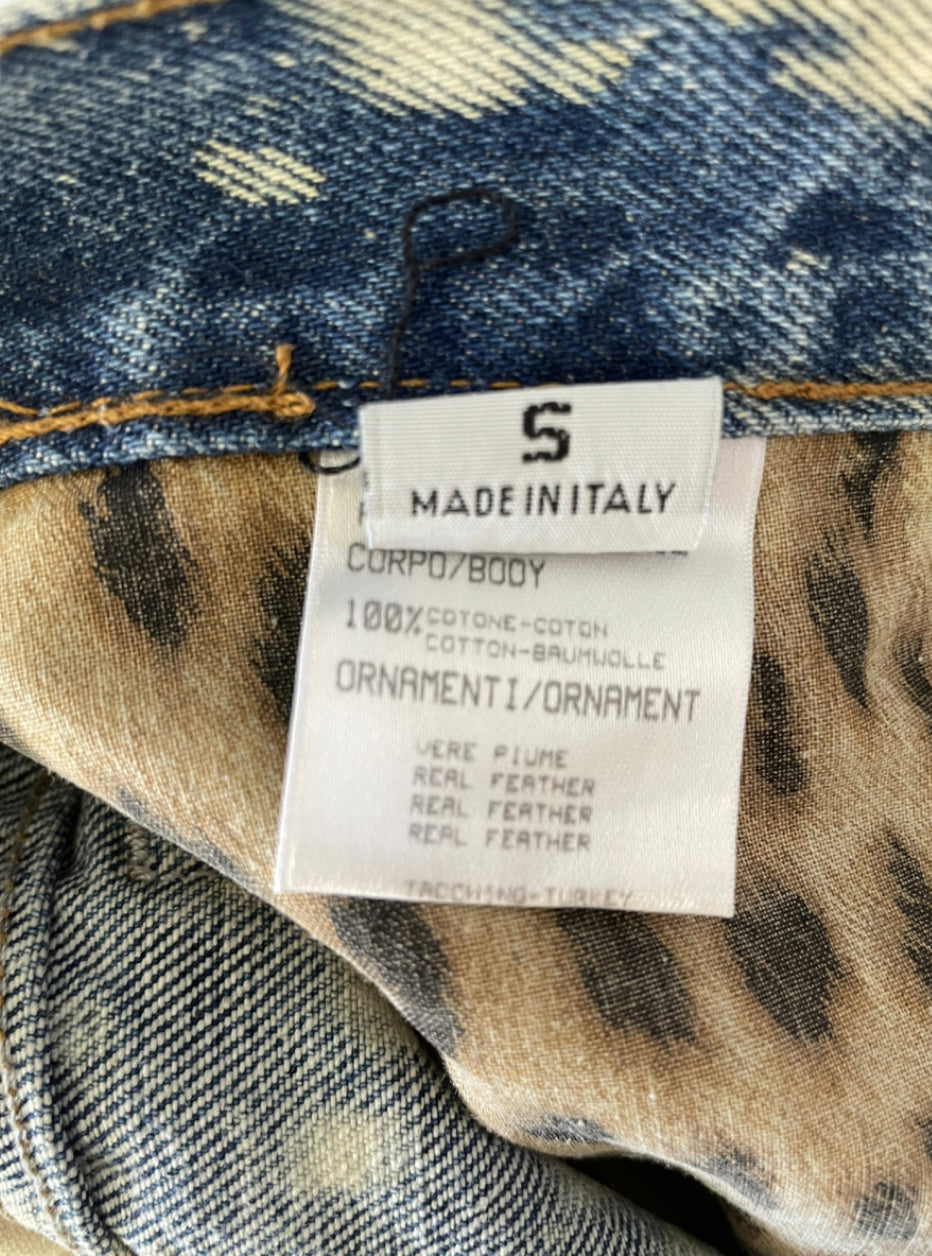 S
MADE IN ITALY
CORPO/BODY
100% COTONE-COTON
COTTON-BAUMWOLLE
ORNAMENTI/ORNAMENT
VERE PIUME
REAL FEATHER
REAL FEATHER
REAL FEATHER
TACCHINO-TURKEY